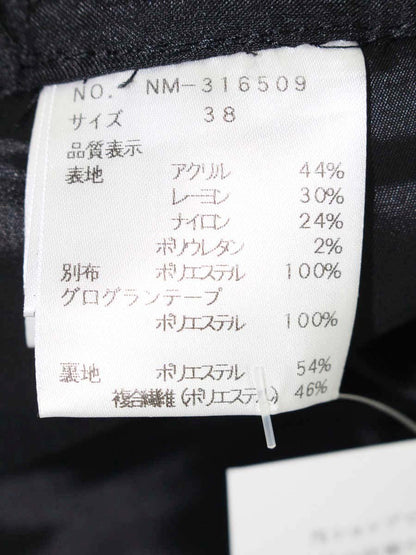 NO. NM-316509
サイズ 38
品質表示
表地 アクリル 44%
レーヨン 30%
ナイロン 24%
ポリウレタン 2%
別布 ポリエステル 100%
グログランテープ
ポリエステル 100%
裏地 ポリエステル 54%
複合繊維(ポリエステル) 46%